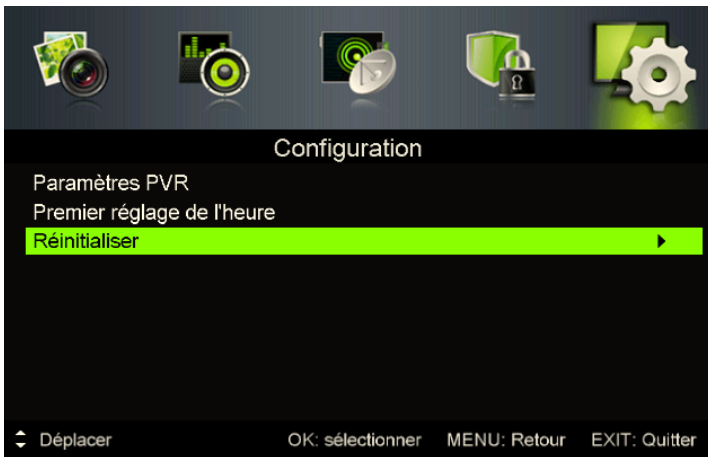 Configuration
Paramètres PVR
Premier réglage de l'heure
Réinitialiser
Déplacer OK: sélectionner MENU: Retour EXIT: Quitter